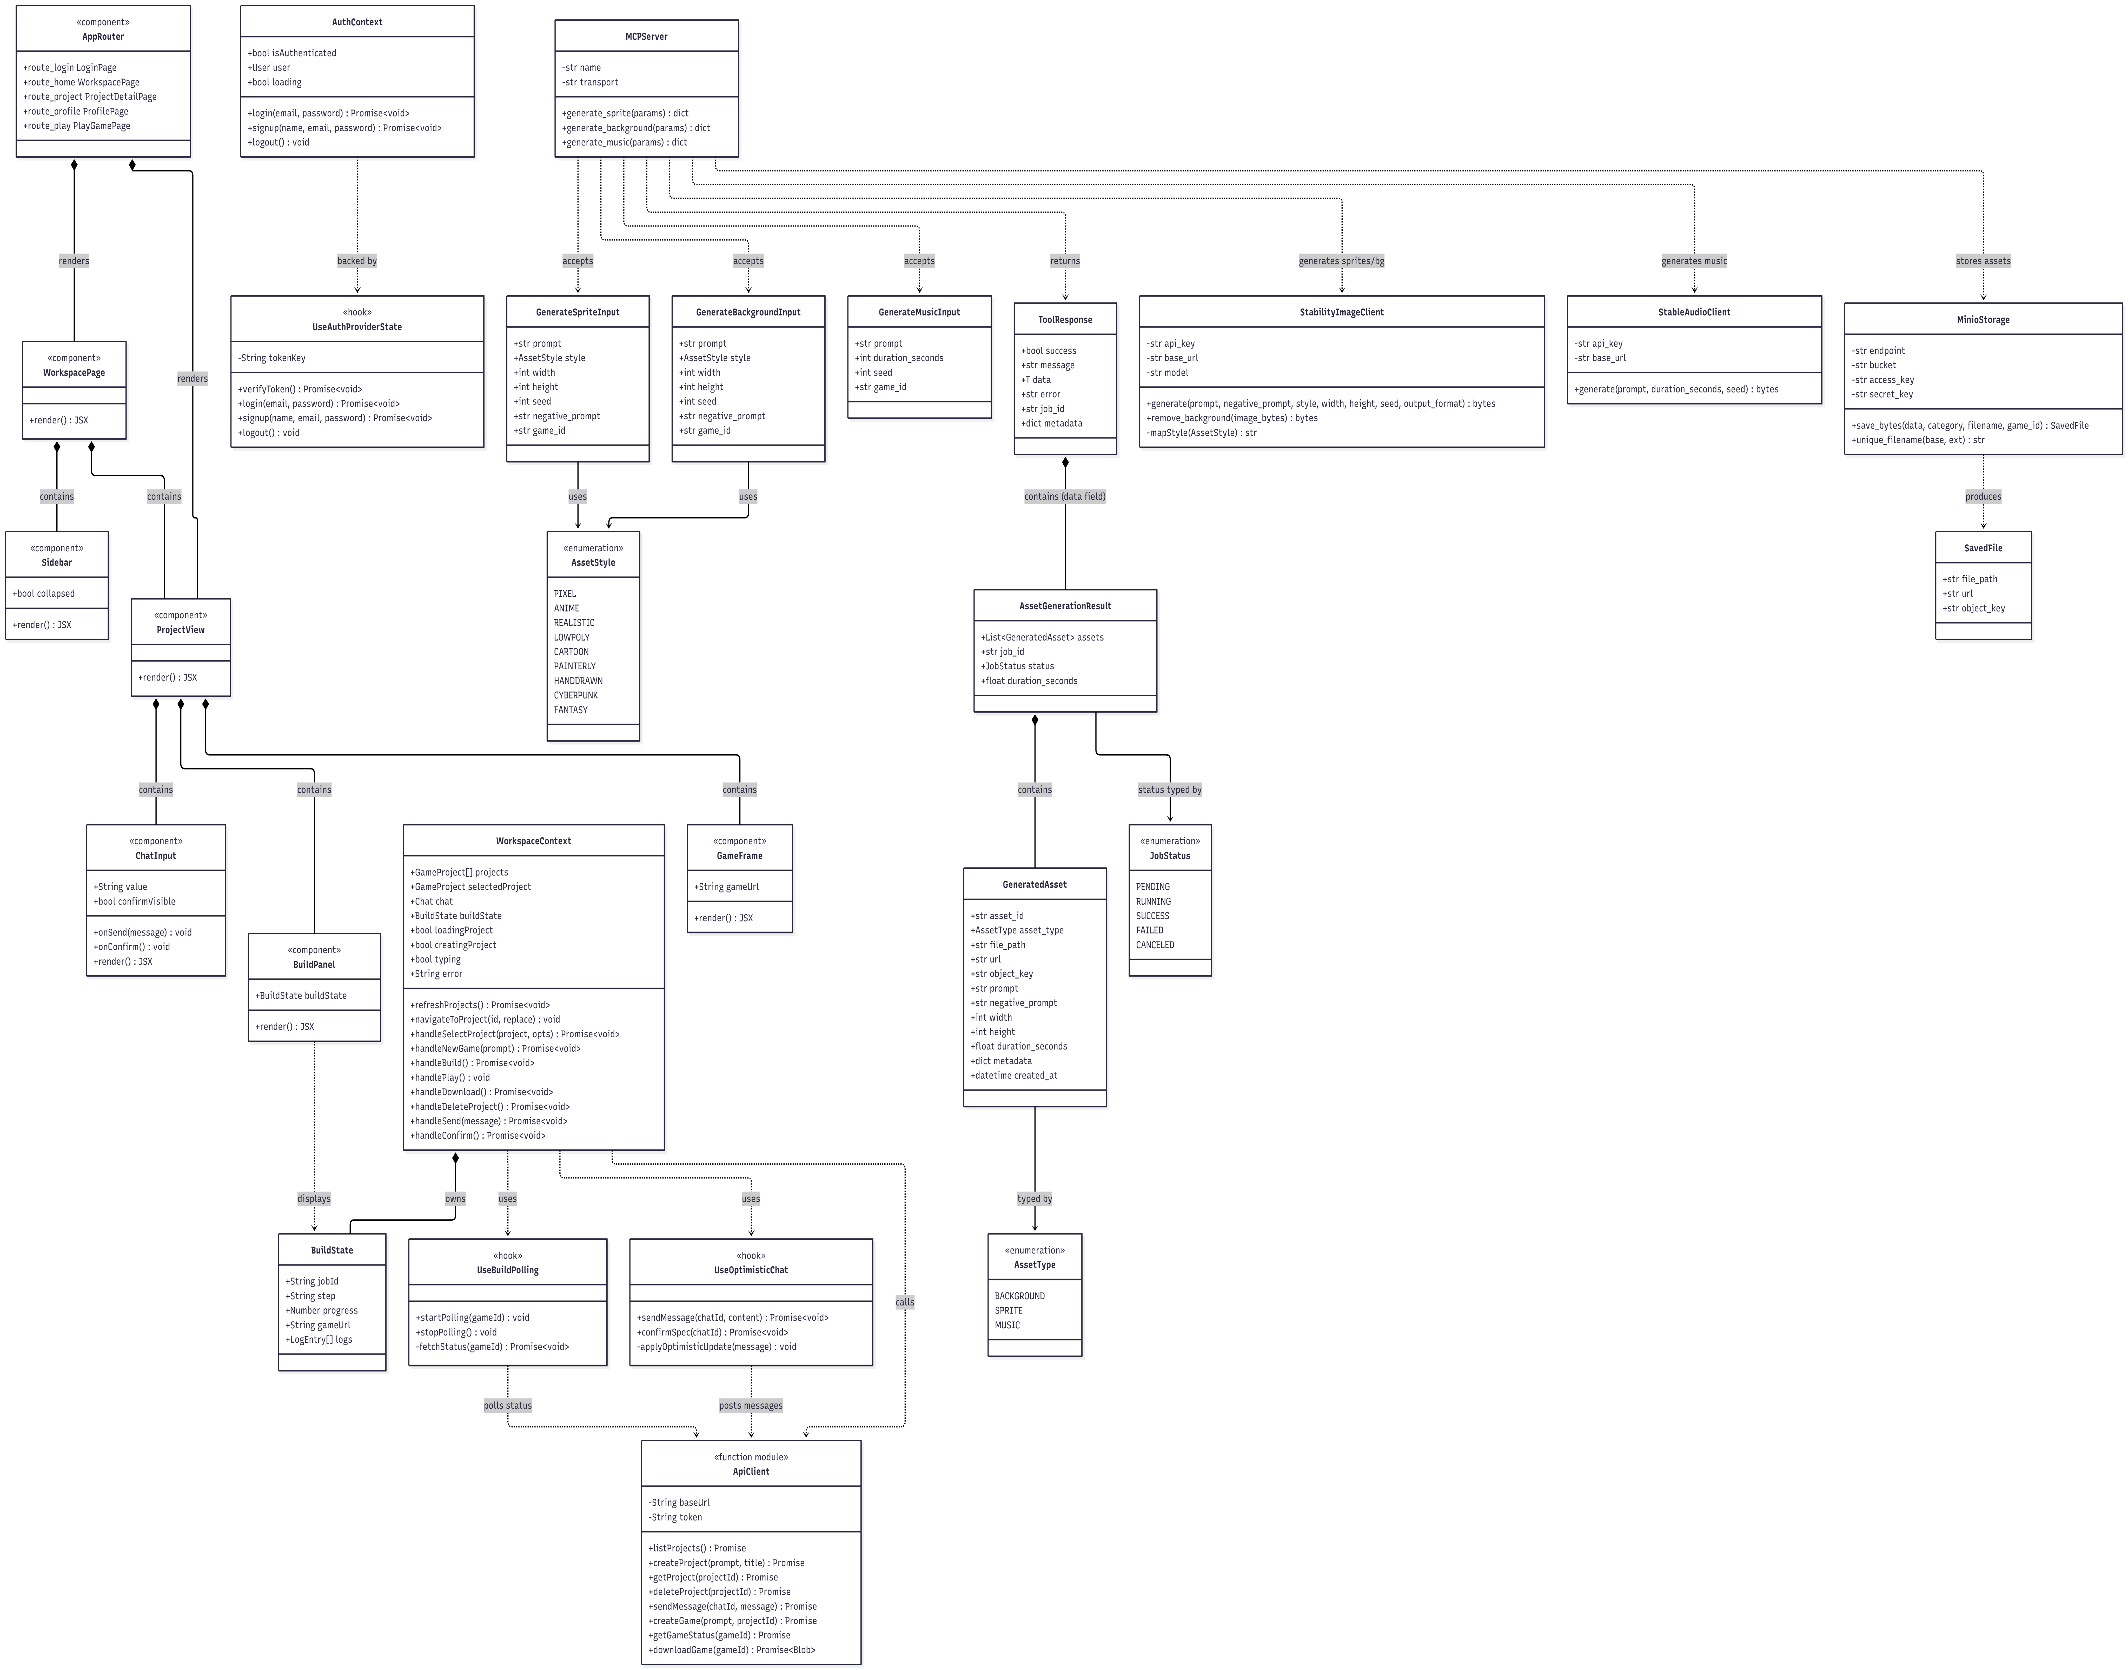 «component»
AppRouter
+route_login LoginPage
+route_home WorkspacePage
+route_project ProjectDetailPage
+route_profile ProfilePage
+route_play PlayGamePage
AuthContext
+bool isAuthenticated
+User user
+bool loading
+login(email, password) : Promise<void>
+signup(name, email, password) : Promise<void>
+logout() : void
MCPServer
-str name
-str transport
+generate_sprite(params) : dict
+generate_background(params) : dict
+generate_music(params) : dict
renders
backed by
accepts
accepts
accepts
returns
generates sprites/bg
generates music
stores assets
«component»
WorkspacePage
+render() : JSX
renders
«hook»
UseAuthProviderState
-String tokenKey
+verifyToken() : Promise<void>
+login(email, password) : Promise<void>
+signup(name, email, password) : Promise<void>
+logout() : void
GenerateSpriteInput
+str prompt
+AssetStyle style
+int width
+int height
+int seed
+str negative_prompt
+str game_id
GenerateBackgroundInput
+str prompt
+AssetStyle style
+int width
+int height
+int seed
+str negative_prompt
+str game_id
GenerateMusicInput
+str prompt
+int duration_seconds
+int seed
+str game_id
ToolResponse
+bool success
+str message
+T data
+str error
+str job_id
+dict metadata
StabilityImageClient
-str api_key
-str base_url
-str model
+generate(prompt, negative_prompt, style, width, height, seed, output_format) : bytes
+remove_background(image_bytes) : bytes
-mapStyle(AssetStyle) : str
StableAudioClient
-str api_key
-str base_url
+generate(prompt, duration_seconds, seed) : bytes
MinioStorage
-str endpoint
-str bucket
-str access_key
-str secret_key
+save_bytes(data, category, filename, game_id) : SavedFile
+unique_filename(base, ext) : str
contains
contains
uses
uses
contains (data field)
produces
«component»
Sidebar
+bool collapsed
+render() : JSX
«component»
ProjectView
+render() : JSX
«enumeration»
AssetStyle
PIXEL
ANIME
REALISTIC
LOWPOLY
CARTOON
PAINTERLY
HANDDRAWN
CYBERPUNK
FANTASY
AssetGenerationResult
+List<GeneratedAsset> assets
+str job_id
+JobStatus status
+float duration_seconds
SavedFile
+str file_path
+str url
+str object_key
contains
contains
contains
contains
status typed by
«component»
ChatInput
+String value
+bool confirmVisible
+onSend(message) : void
+onConfirm() : void
+render() : JSX
«component»
BuildPanel
+BuildState buildState
+render() : JSX
WorkspaceContext
+GameProject[] projects
+GameProject selectedProject
+Chat chat
+BuildState buildState
+bool loadingProject
+bool creatingProject
+bool typing
+String error
+refreshProjects() : Promise<void>
+navigateToProject(id, replace) : void
+handleSelectProject(project, opts) : Promise<void>
+handleNewGame(prompt) : Promise<void>
+handleBuild() : Promise<void>
+handlePlay() : void
+handleDownload() : Promise<void>
+handleDeleteProject() : Promise<void>
+handleSend(message) : Promise<void>
+handleConfirm() : Promise<void>
«component»
GameFrame
+String gameUrl
+render() : JSX
GeneratedAsset
+str asset_id
+AssetType asset_type
+str file_path
+str url
+str object_key
+str prompt
+str negative_prompt
+int width
+int height
+float duration_seconds
+dict metadata
+datetime created_at
«enumeration»
JobStatus
PENDING
RUNNING
SUCCESS
FAILED
CANCELED
displays
owns
uses
uses
calls
typed by
BuildState
+String jobId
+String step
+Number progress
+String gameUrl
+LogEntry[] logs
«hook»
UseBuildPolling
+startPolling(gameId) : void
+stopPolling() : void
-fetchStatus(gameId) : Promise<void>
«hook»
UseOptimisticChat
+sendMessage(chatId, content) : Promise<void>
+confirmSpec(chatId) : Promise<void>
-applyOptimisticUpdate(message) : void
«enumeration»
AssetType
BACKGROUND
SPRITE
MUSIC
polls status
posts messages
«function module»
ApiClient
-String baseUrl
-String token
+listProjects() : Promise
+createProject(prompt, title) : Promise
+getProject(projectId) : Promise
+deleteProject(projectId) : Promise
+sendMessage(chatId, message) : Promise
+createGame(prompt, projectId) : Promise
+getGameStatus(gameId) : Promise
+downloadGame(gameId) : Promise<Blob>